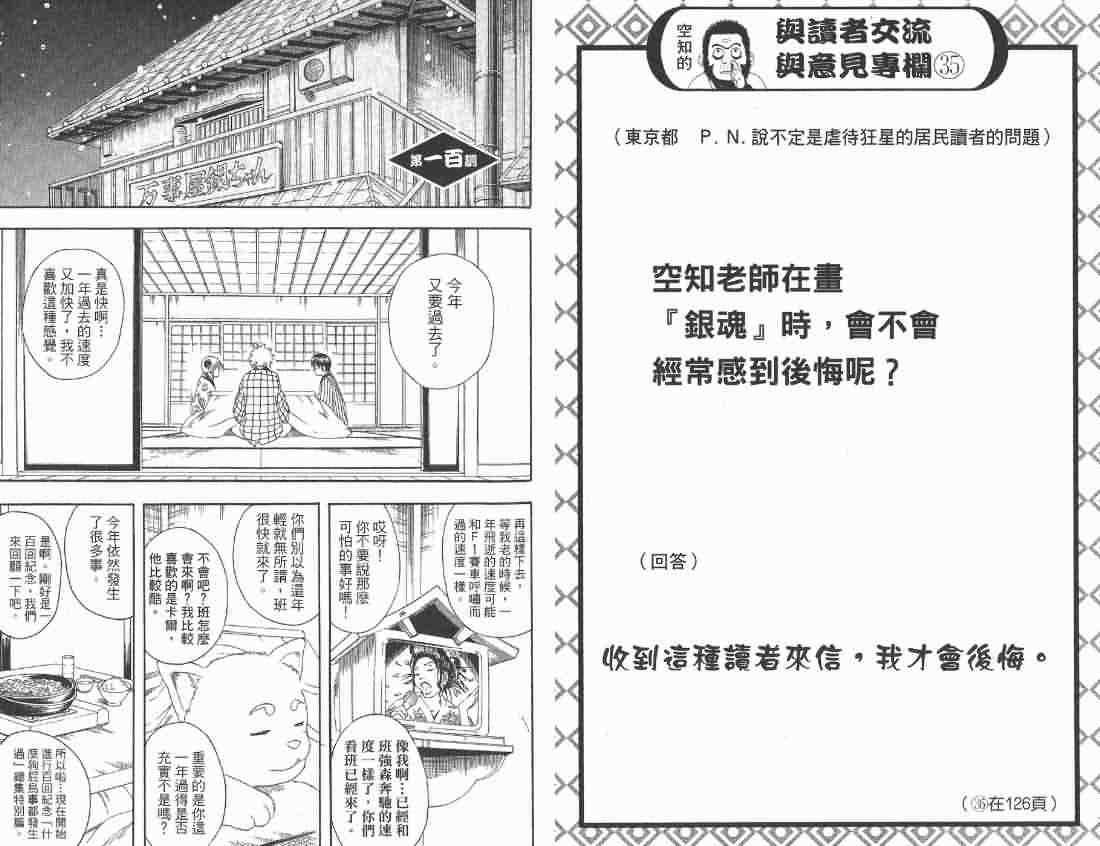 空知的
與讀者交流
與意見專欄㉟
（東京都　P.N.說不定是虐待狂星的居民讀者的問題）
空知老師在畫
『銀魂』時，會不會
經常感到後悔呢？
（回答）
收到這種讀者來信，我才會後悔。
（㊱在126頁）
第一百訓
万事屋銀ちゃん
今年
又要過去了。
真是快啊…
一年過去的速度
又加快了，我不
喜歡這種感覺。
再這樣下去，
等我老的時候，一
年飛逝的速度可能
和F1賽車呼嘯而
過的速度一樣。
哎呀！
你不要說那麼
可怕的事好嗎！
像我啊…已經和
班強森奔馳的速
度一樣了，你們
看班已經來了。
你們別以為還年
輕就無所謂，班
很快就來了。
不會吧？班怎麼
會來啊？我比較
喜歡的是卡爾，
他比較酷。
重要的是你這
一年過得是否
充實不是嗎？
今年依然發生
了很多事。
是啊。剛好是一
百回紀念，我們
來回顧一下吧。
所以啦…現在開始
進行百回紀念「什
麼狗屁鳥事都發生
過」總集特別篇。